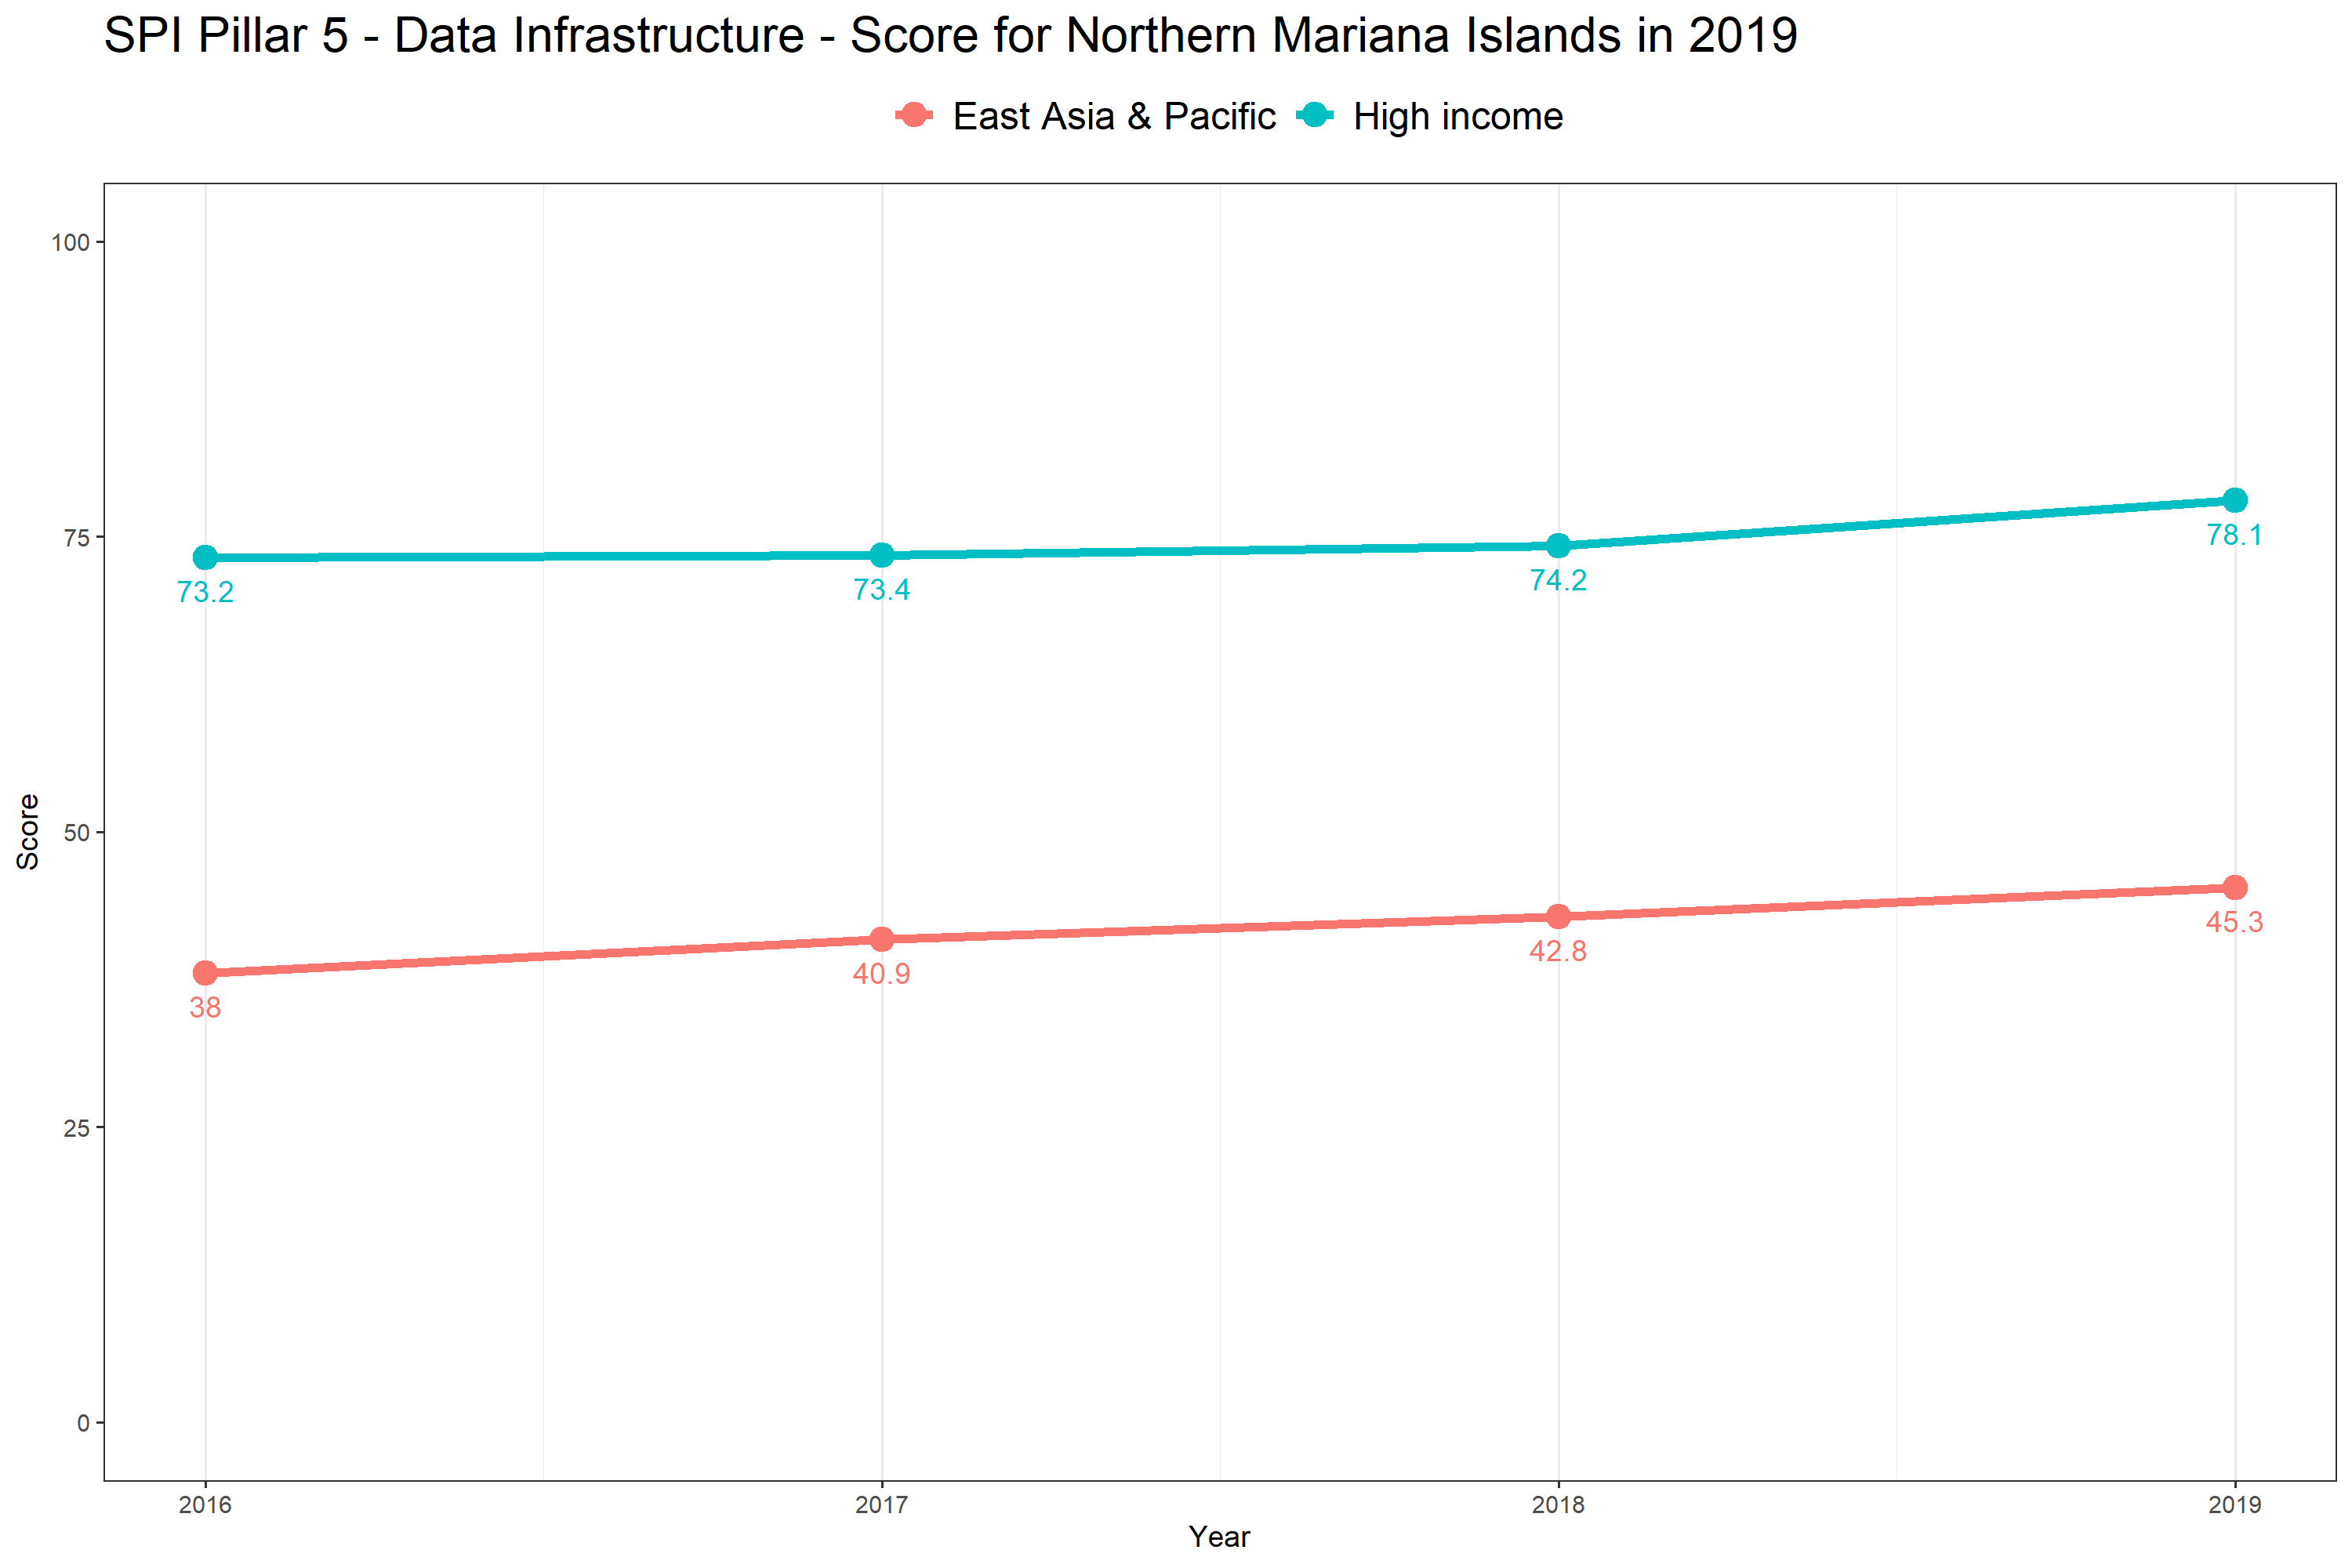 SPI Pillar 5 - Data Infrastructure - Score for Northern Mariana Islands in 2019
East Asia & Pacific High income
100
75
50
25
0
Score
73.2
73.4
74.2
78.1
38
40.9
42.8
45.3
2016 2017 2018 2019
Year